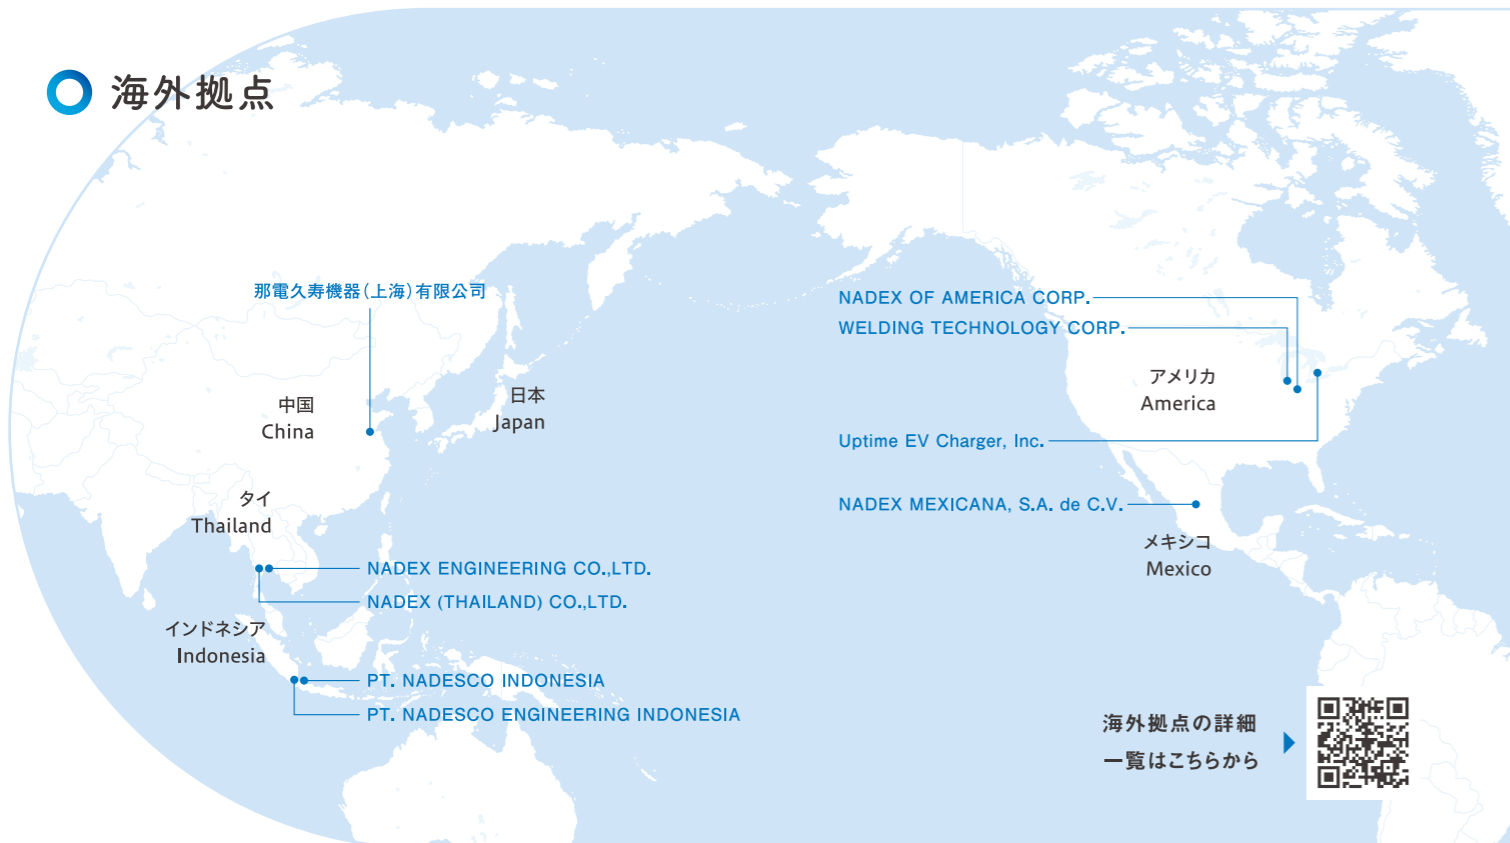 海外拠点
那電久寿機器(上海)有限公司
中国
China
日本
Japan
タイ
Thailand
NADEX ENGINEERING CO.,LTD.
NADEX (THAILAND) CO.,LTD.
インドネシア
Indonesia
PT. NADESCO INDONESIA
PT. NADESCO ENGINEERING INDONESIA
NADEX OF AMERICA CORP.
WELDING TECHNOLOGY CORP.
アメリカ
America
Uptime EV Charger, Inc.
NADEX MEXICANA, S.A. de C.V.
メキシコ
Mexico
海外拠点の詳細
一覧はこちらから